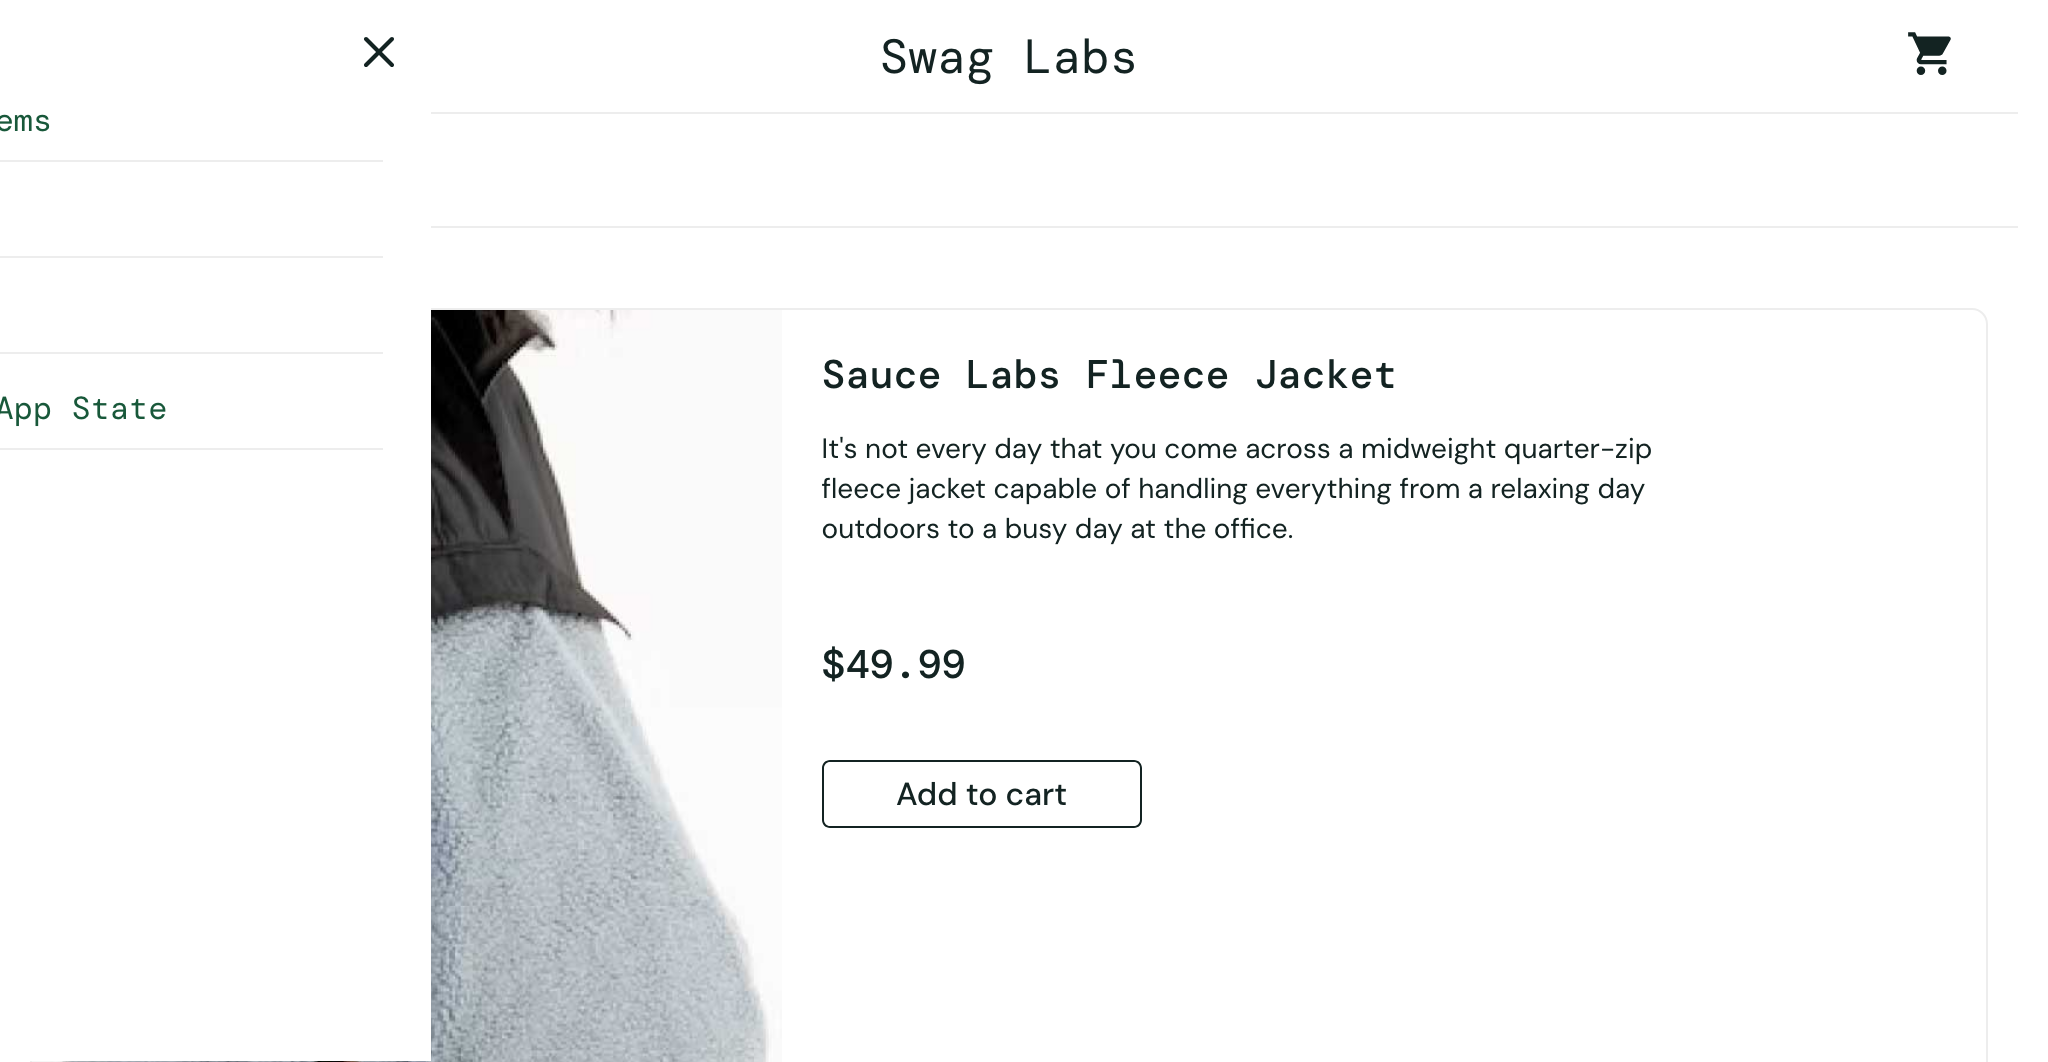 Swag Labs
ems
App State
Sauce Labs Fleece Jacket
It's not every day that you come across a midweight quarter-zip
fleece jacket capable of handling everything from a relaxing day
outdoors to a busy day at the office.
$49.99
Add to cart